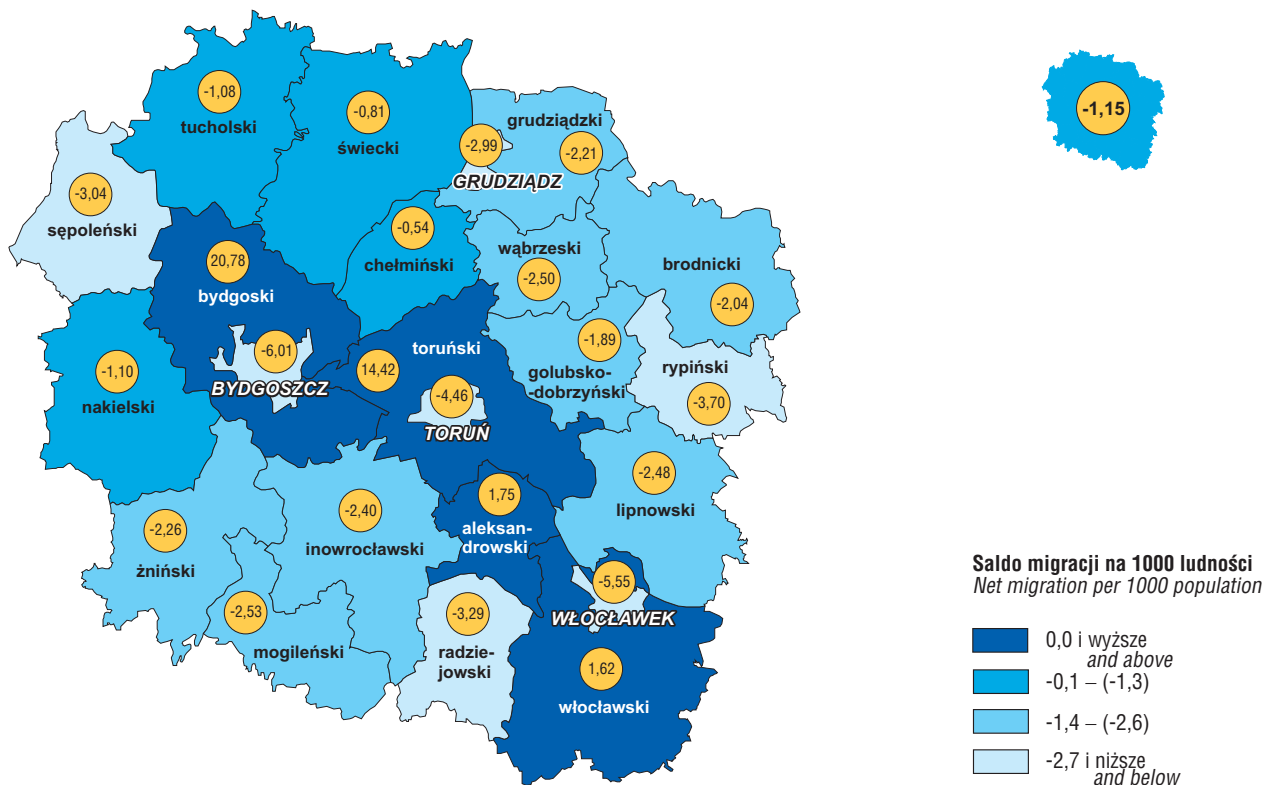 -1,08
tucholski
-0,81
świecki
grudziądzki
-2,99
-2,21
GRUDZIĄDZ
-1,15
-3,04
sępoleński
-0,54
chełmiński
wąbrzeski
-2,50
brodnicki
-2,04
20,78
bydgoski
-6,01
BYDGOSZCZ
toruński
14,42
-4,46
TORUŃ
-1,89
golubsko-
-dobrzyński
rypiński
-3,70
-1,10
nakielski
-2,48
lipnowski
1,75
aleksan-
drowski
-2,40
inowrocławski
-2,26
żniński
-2,53
mogileński
-3,29
radzie-
jowski
-5,55
WŁOCŁAWEK
1,62
włocławski
Saldo migracji na 1000 ludności
Net migration per 1000 population
0,0 i wyższe
and above
-0,1 – (-1,3)
-1,4 – (-2,6)
-2,7 i niższe
and below